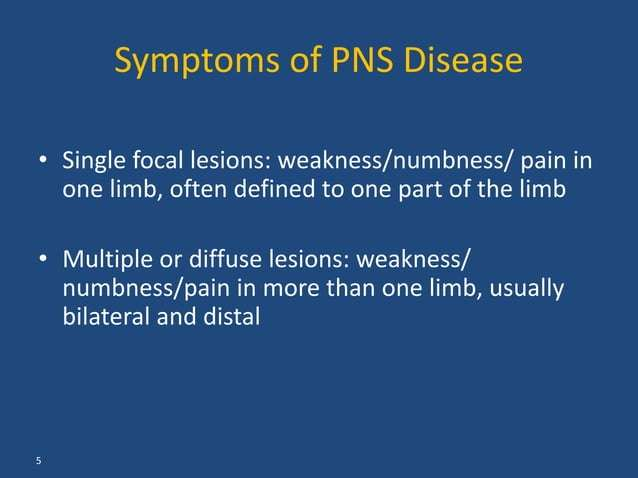 Symptoms of PNS Disease
• Single focal lesions: weakness/numbness/ pain in
one limb, often defined to one part of the limb
• Multiple or diffuse lesions: weakness/
numbness/pain in more than one limb, usually
bilateral and distal
5